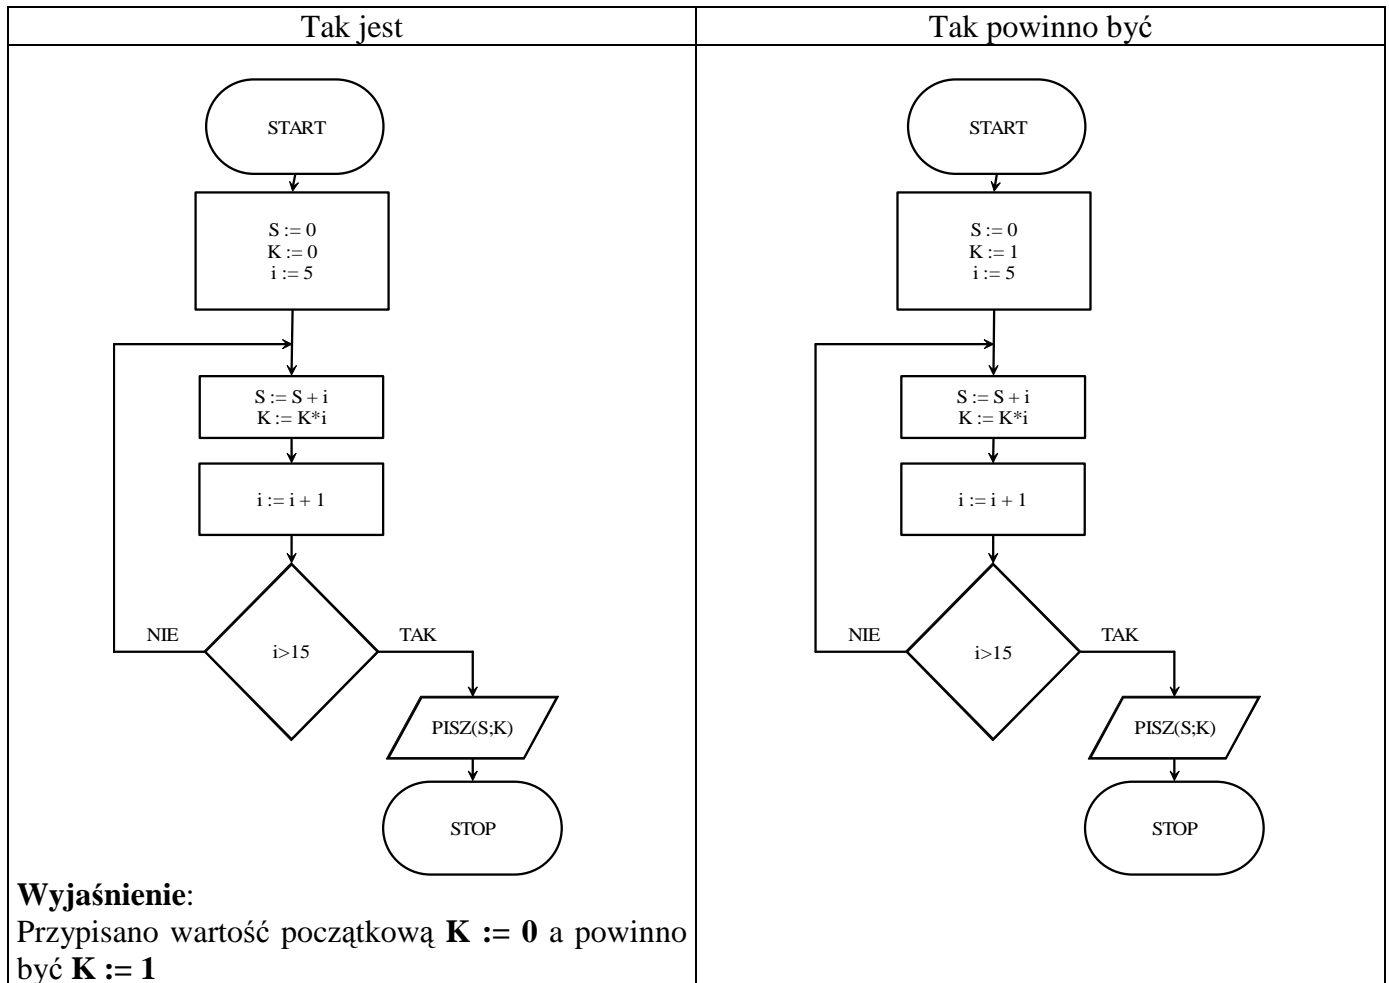 Tak jest
Tak powinno być
START
S := 0
K := 0
i := 5
S := S + i
K := K*i
i := i + 1
NIE
i>15
TAK
PISZ(S;K)
STOP
Wyjaśnienie:
Przypisano wartość początkową K := 0 a powinno
być K := 1
START
S := 0
K := 1
i := 5
S := S + i
K := K*i
i := i + 1
NIE
i>15
TAK
PISZ(S;K)
STOP